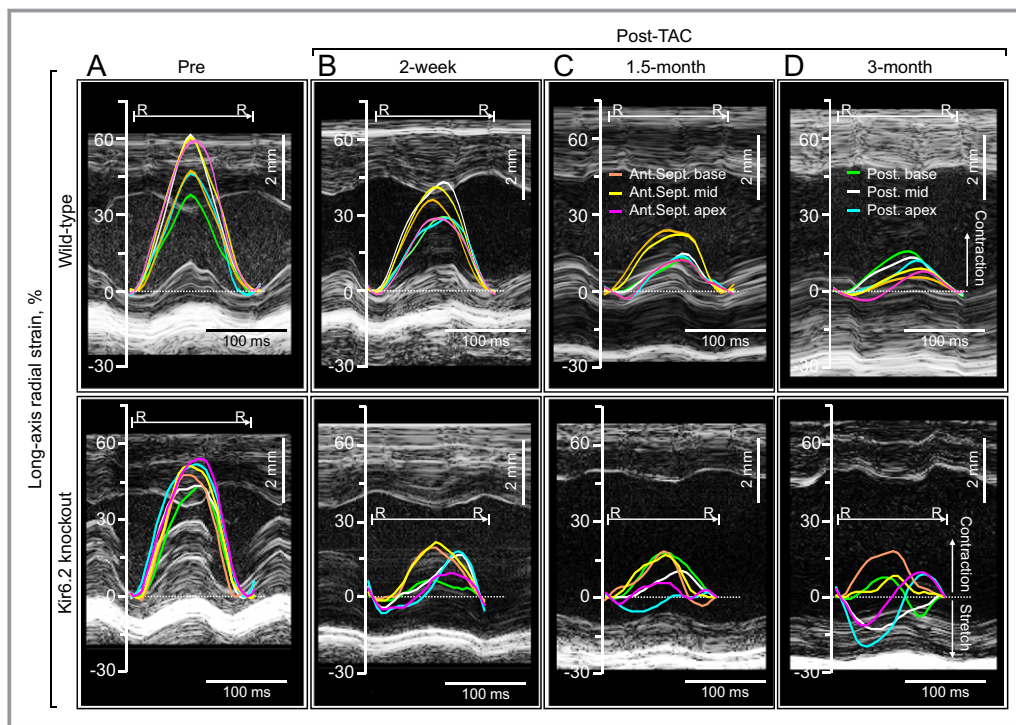 Post-TAC
A
Pre
B
2-week
C
1.5-month
D
3-month
Long-axis radial strain, %
Wild-type
60
30
0
-30
R
R
2 mm
100 ms
60
30
0
-30
R
R
2 mm
100 ms
60
30
0
-30
R
R
2 mm
Ant.Sept. base
Ant.Sept. mid
Ant.Sept. apex
100 ms
60
30
0
-30
R
R
2 mm
Post. base
Post. mid
Post. apex
Contraction
100 ms
Kir6.2 knockout
60
30
0
-30
R
R
2 mm
100 ms
60
30
0
-30
R
R
2 mm
100 ms
60
30
0
-30
R
R
2 mm
100 ms
60
30
0
-30
R
R
2 mm
Contraction
Stretch
100 ms